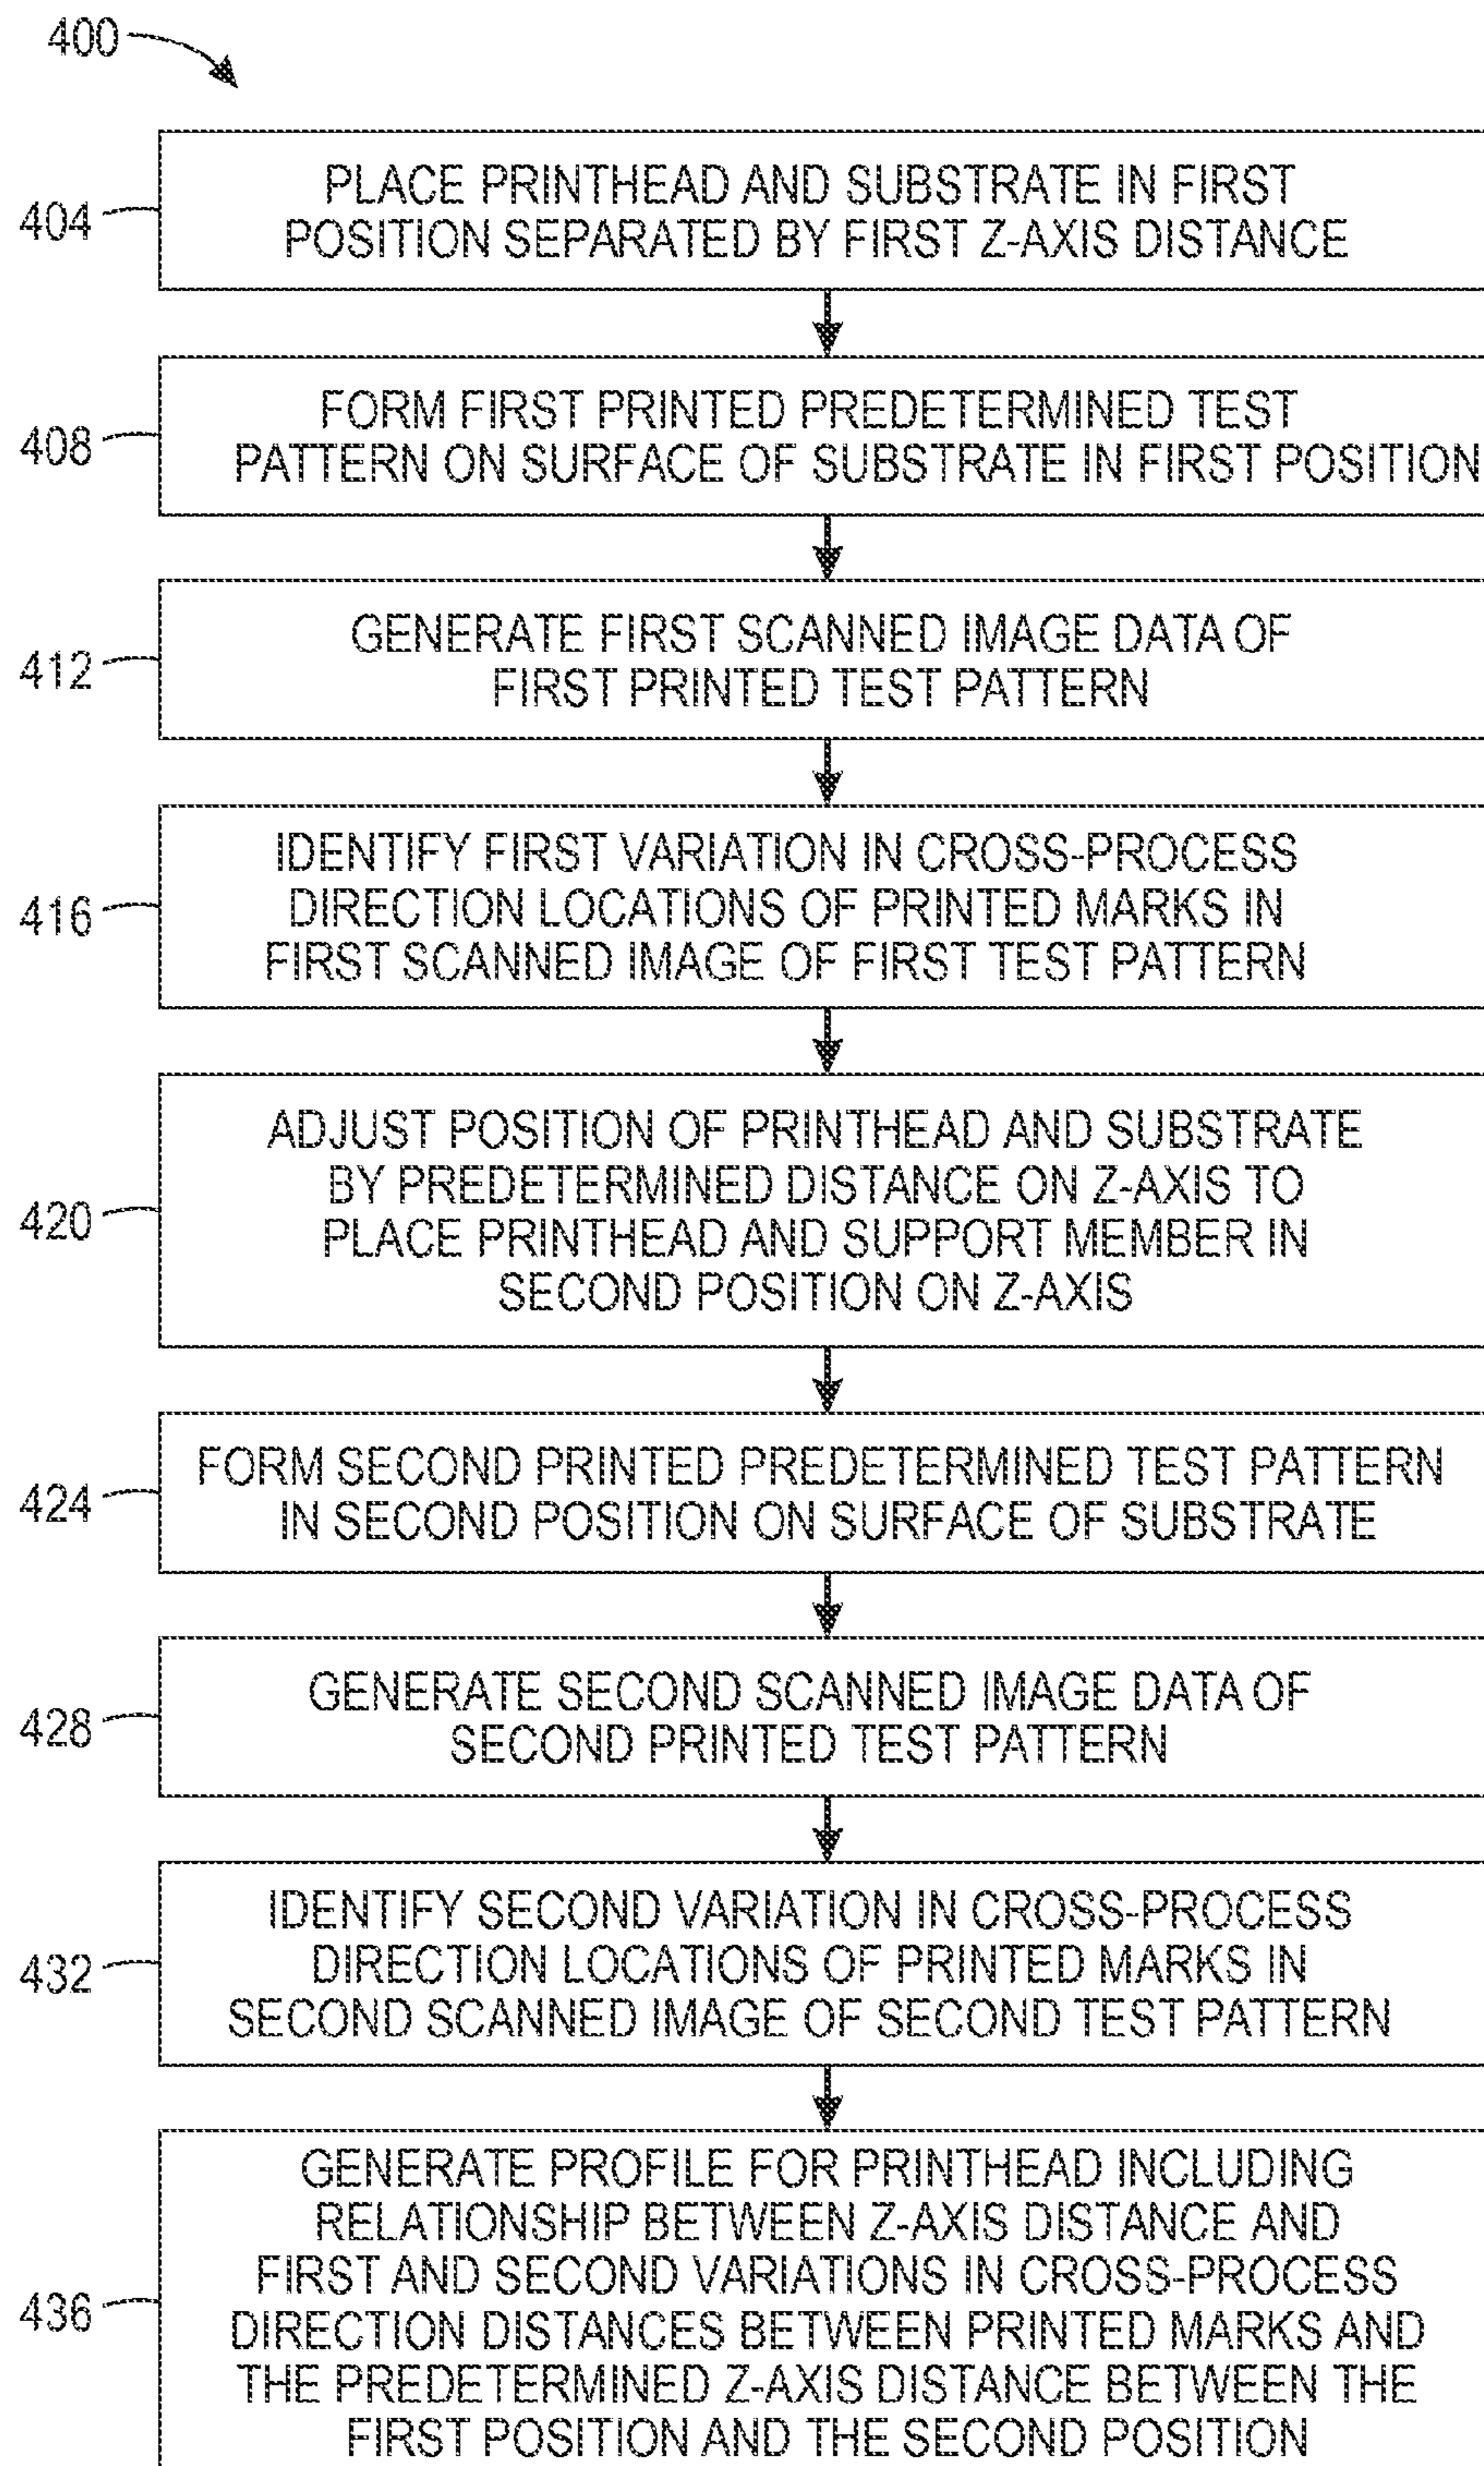 400
404
PLACE PRINTHEAD AND SUBSTRATE IN FIRST
POSITION SEPARATED BY FIRST Z-AXIS DISTANCE
408
FORM FIRST PRINTED PREDETERMINED TEST
PATTERN ON SURFACE OF SUBSTRATE IN FIRST POSITION
412
GENERATE FIRST SCANNED IMAGE DATA OF
FIRST PRINTED TEST PATTERN
416
IDENTIFY FIRST VARIATION IN CROSS-PROCESS
DIRECTION LOCATIONS OF PRINTED MARKS IN
FIRST SCANNED IMAGE OF FIRST TEST PATTERN
420
ADJUST POSITION OF PRINTHEAD AND SUBSTRATE
BY PREDETERMINED DISTANCE ON Z-AXIS TO
PLACE PRINTHEAD AND SUPPORT MEMBER IN
SECOND POSITION ON Z-AXIS
424
FORM SECOND PRINTED PREDETERMINED TEST PATTERN
IN SECOND POSITION ON SURFACE OF SUBSTRATE
428
GENERATE SECOND SCANNED IMAGE DATA OF
SECOND PRINTED TEST PATTERN
432
IDENTIFY SECOND VARIATION IN CROSS-PROCESS
DIRECTION LOCATIONS OF PRINTED MARKS IN
SECOND SCANNED IMAGE OF SECOND TEST PATTERN
436
GENERATE PROFILE FOR PRINTHEAD INCLUDING
RELATIONSHIP BETWEEN Z-AXIS DISTANCE AND
FIRST AND SECOND VARIATIONS IN CROSS-PROCESS
DIRECTION DISTANCES BETWEEN PRINTED MARKS AND
THE PREDETERMINED Z-AXIS DISTANCE BETWEEN THE
FIRST POSITION AND THE SECOND POSITION